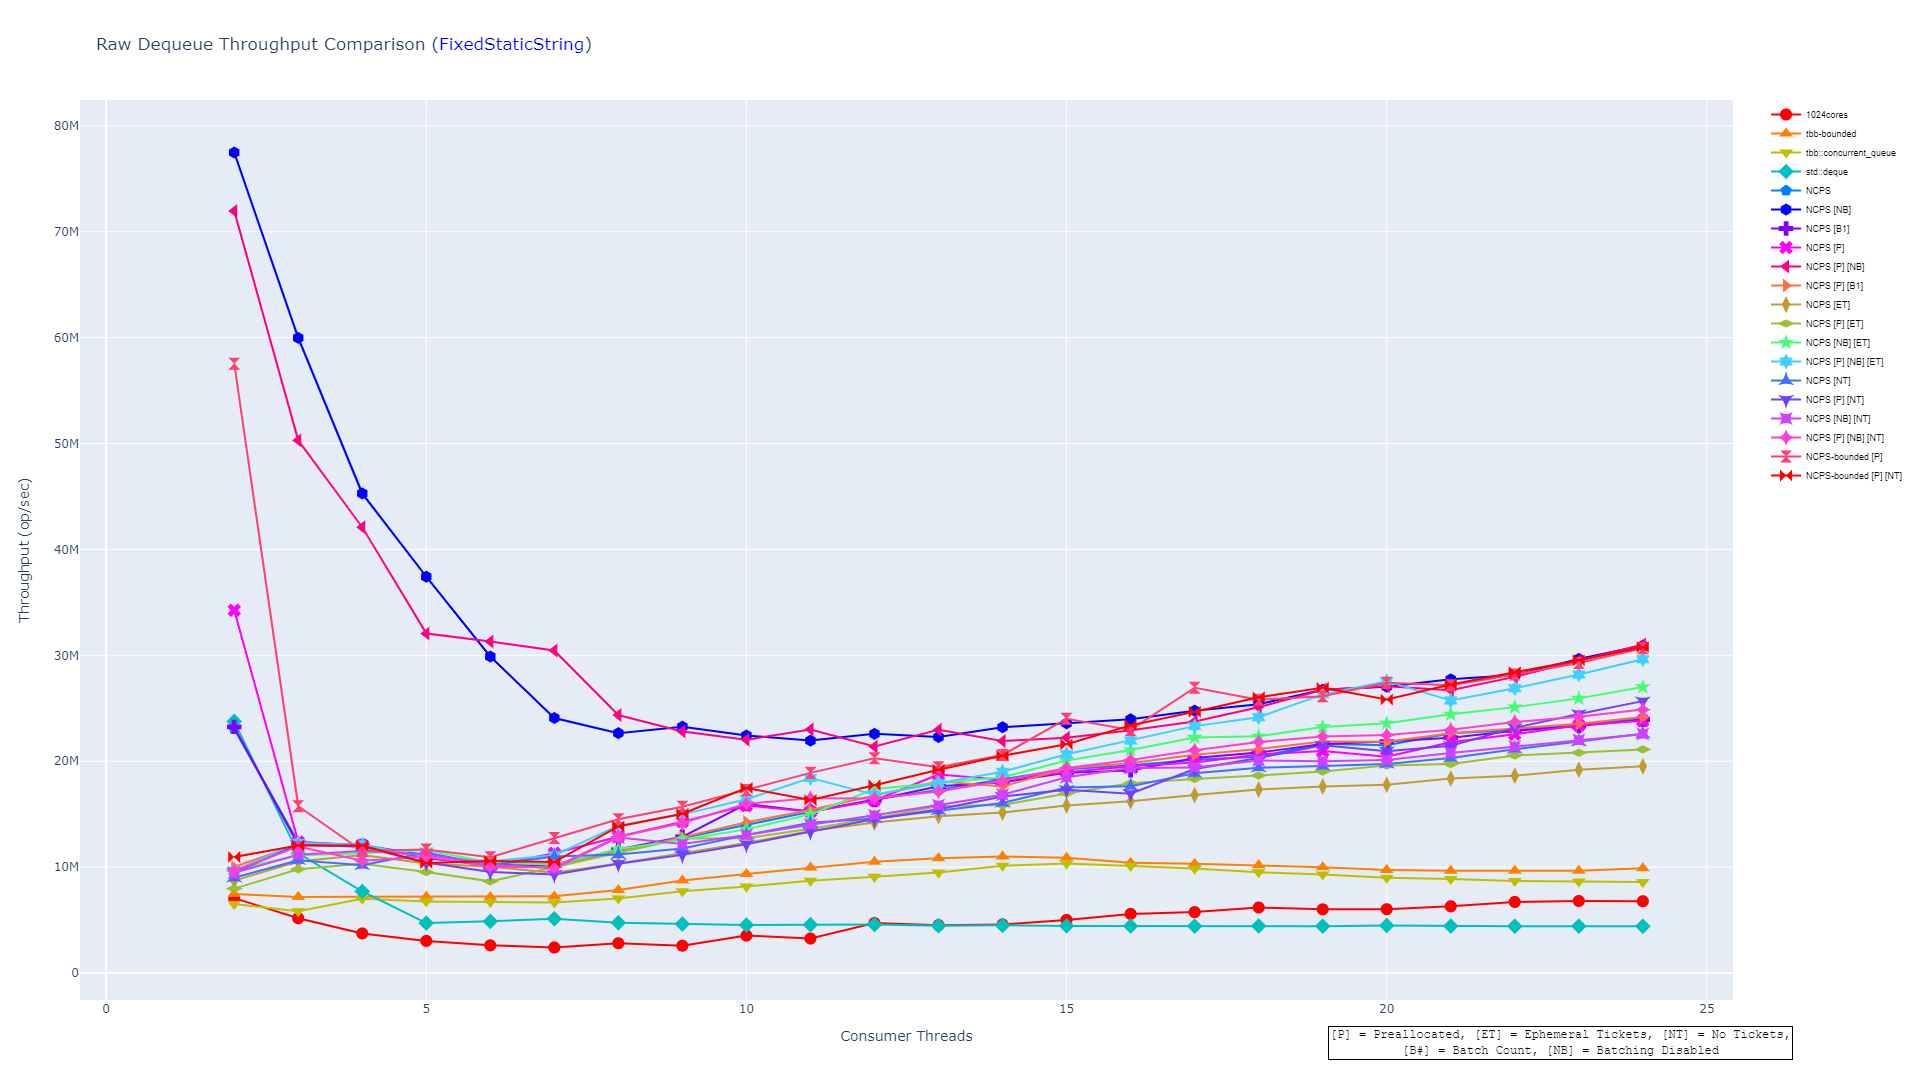 Raw Dequeue Throughput Comparison (FixedStaticString)
80M
70M
60M
50M
40M
30M
20M
10M
0
Throughput (op/sec)
0
5
10
15
20
25
Consumer Threads
1024cores
tbb-bounded
tbb::concurrent_queue
std::deque
NCPS
NCPS [NB]
NCPS [B1]
NCPS [P]
NCPS [P] [NB]
NCPS [P] [B1]
NCPS [ET]
NCPS [P] [ET]
NCPS [NB] [ET]
NCPS [P] [NB] [ET]
NCPS [NT]
NCPS [P] [NT]
NCPS [NB] [NT]
NCPS [P] [NB] [NT]
NCPS-bounded [P]
NCPS-bounded [P] [NT]
[P] = Preallocated, [ET] = Ephemeral Tickets, [NT] = No Tickets,
[B#] = Batch Count, [NB] = Batching Disabled